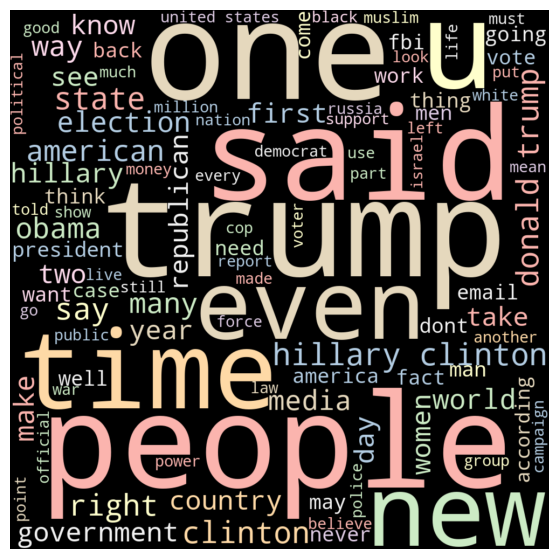 united states
black
muslim
must
good
know
come
going
one
u
life
way
back
fbi
look
put
political
see
much
work
vote
state
million
first
russia
thing
men
white
election
nation
support
left
american
said
democrat
use
israel
mean
hillary
money
every
part
donald trump
think
republican
trump
told
show
voter
obama
cop
need
report
president
two
live
still
made
even
email
want
case
go
say
many
year
force
dont
take
public
another
time
hillary clinton
make
well
war
law
america
fact
man
media
women
world
according
campaign
official
day
people
power
police
group
point
right
country
may
new
believe
government
clinton
never